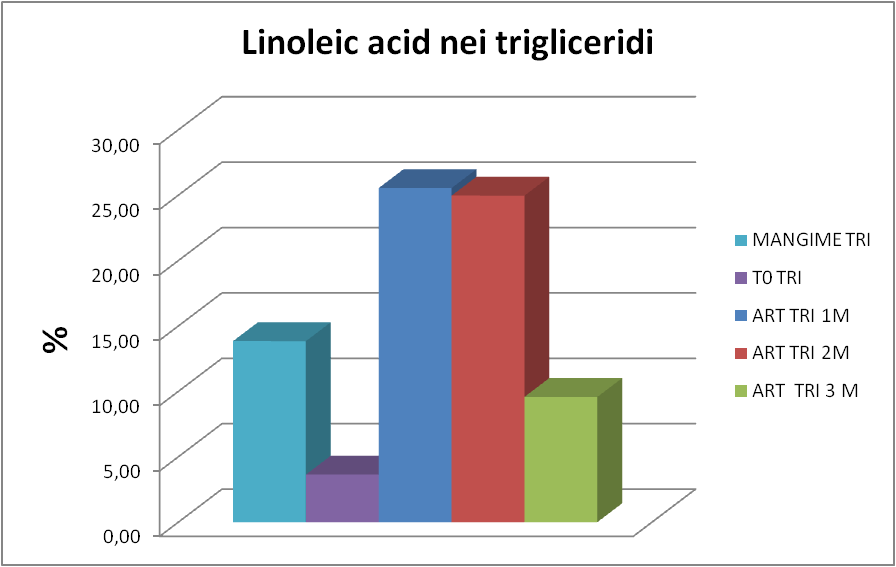 Linoleic acid nei trigliceridi
30,00
25,00
20,00
15,00
10,00
5,00
0,00
%
MANGIME TRI
T0 TRI
ART TRI 1M
ART TRI 2M
ART  TRI 3 M